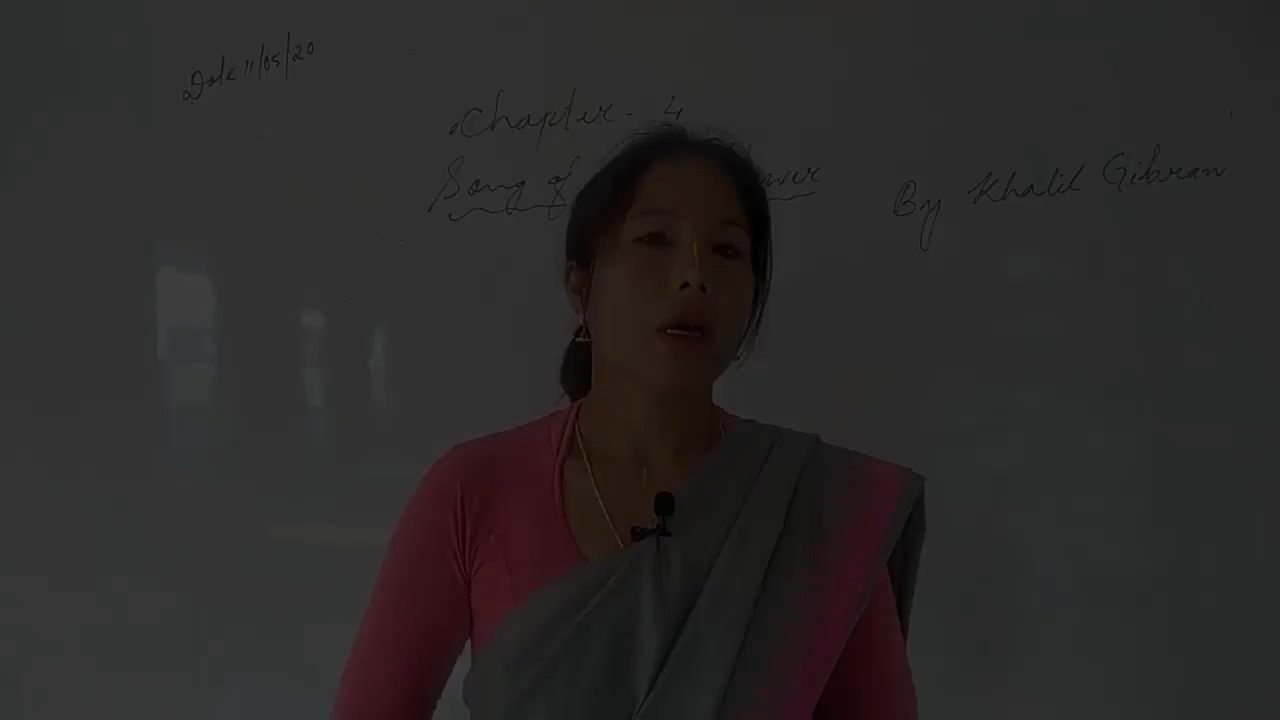 Date 11/05/20
Chapter - 4
Song of
By Khalil Gibran